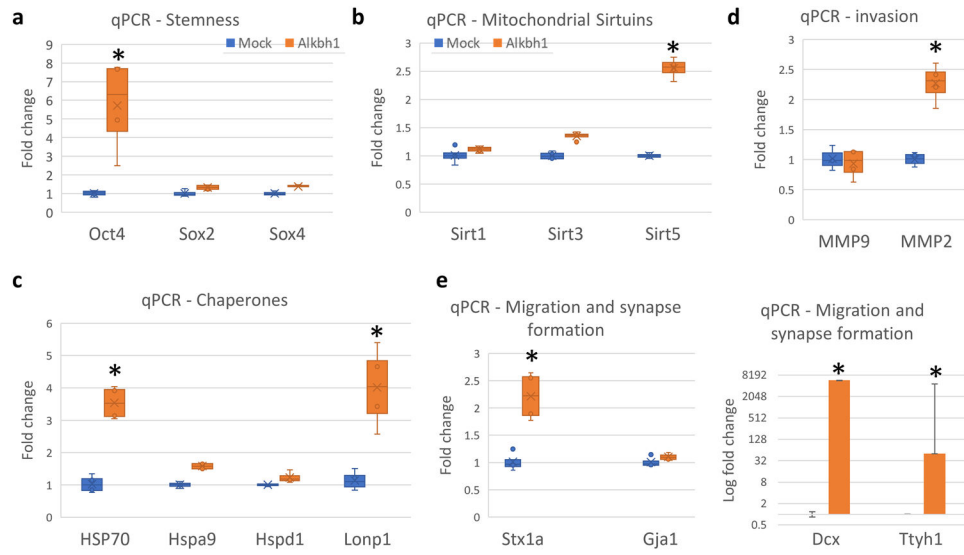 a
qPCR - Stemness
Mock Alkbh1
*
9
8
7
6
5
4
3
2
1
0
Fold change
Oct4 Sox2 Sox4
b
qPCR - Mitochondrial Sirtuins
Mock Alkbh1
*
3
2.5
2
1.5
1
0.5
0
Fold change
Sirt1 Sirt3 Sirt5
d
qPCR - invasion
*
3
2.5
2
1.5
1
0.5
0
Fold change
MMP9 MMP2
c
qPCR - Chaperones
*
*
6
5
4
3
2
1
0
Fold change
HSP70 Hspa9 Hspd1 Lonp1
e
qPCR - Migration and synapse
formation
*
3
2.5
2
1.5
1
0.5
0
Fold change
Stx1a Gja1
qPCR - Migration and
synapse formation
* *
8192
2048
512
128
32
8
2
0.5
Log fold change
Dcx Ttyh1